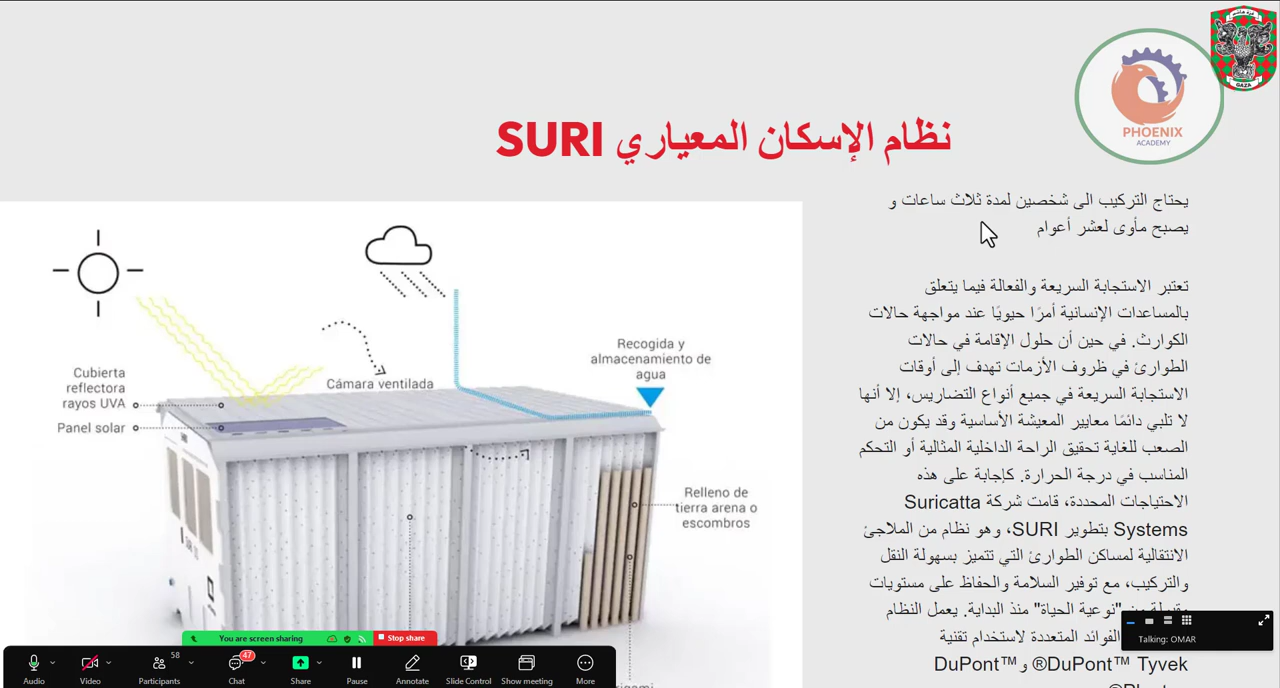 غزة هاشم
GAZA
PHOENIX
ACADEMY
نظام الإسكان المعياري SURI
يحتاج التركيب الى شخصين لمدة ثلاث ساعات و
يصبح مأوى لعشر أعوام
تعتبر الاستجابة السريعة والفعالة فيما يتعلق
بالمساعدات الإنسانية أمرًا حيويًا عند مواجهة حالات
الكوارث. في حين أن حلول الإقامة في حالات
الطوارئ في ظروف الأزمات تهدف إلى أوقات
الاستجابة السريعة في جميع أنواع التضاريس، إلا أنها
لا تلبي دائمًا معايير المعيشة الأساسية وقد يكون من
الصعب للغاية تحقيق الراحة الداخلية المثالية أو التحكم
المناسب في درجة الحرارة. كإجابة على هذه
الاحتياجات المحددة، قامت شركة Suricatta
Systems بتطوير SURI، وهو نظام من الملاجئ
الانتقالية لمساكن الطوارئ التي تتميز بسهولة النقل
والتركيب، مع توفير السلامة والحفاظ على مستويات
"نوعية الحياة" منذ البداية. يعمل النظام
الفوائد المتعددة لاستخدام تقنية
DuPont™ Tyvek® و DuPont™
Cubierta
reflectora
rayos UVA
Panel solar
Cámara ventilada
Recogida y
almacenamiento de
agua
Relleno de
tierra arena o
escombros
You are screen sharing
Stop share
Talking: OMAR
58
47
Audio
Video
Participants
Chat
Share
Pause
Annotate
Slide Control
Show meeting
More